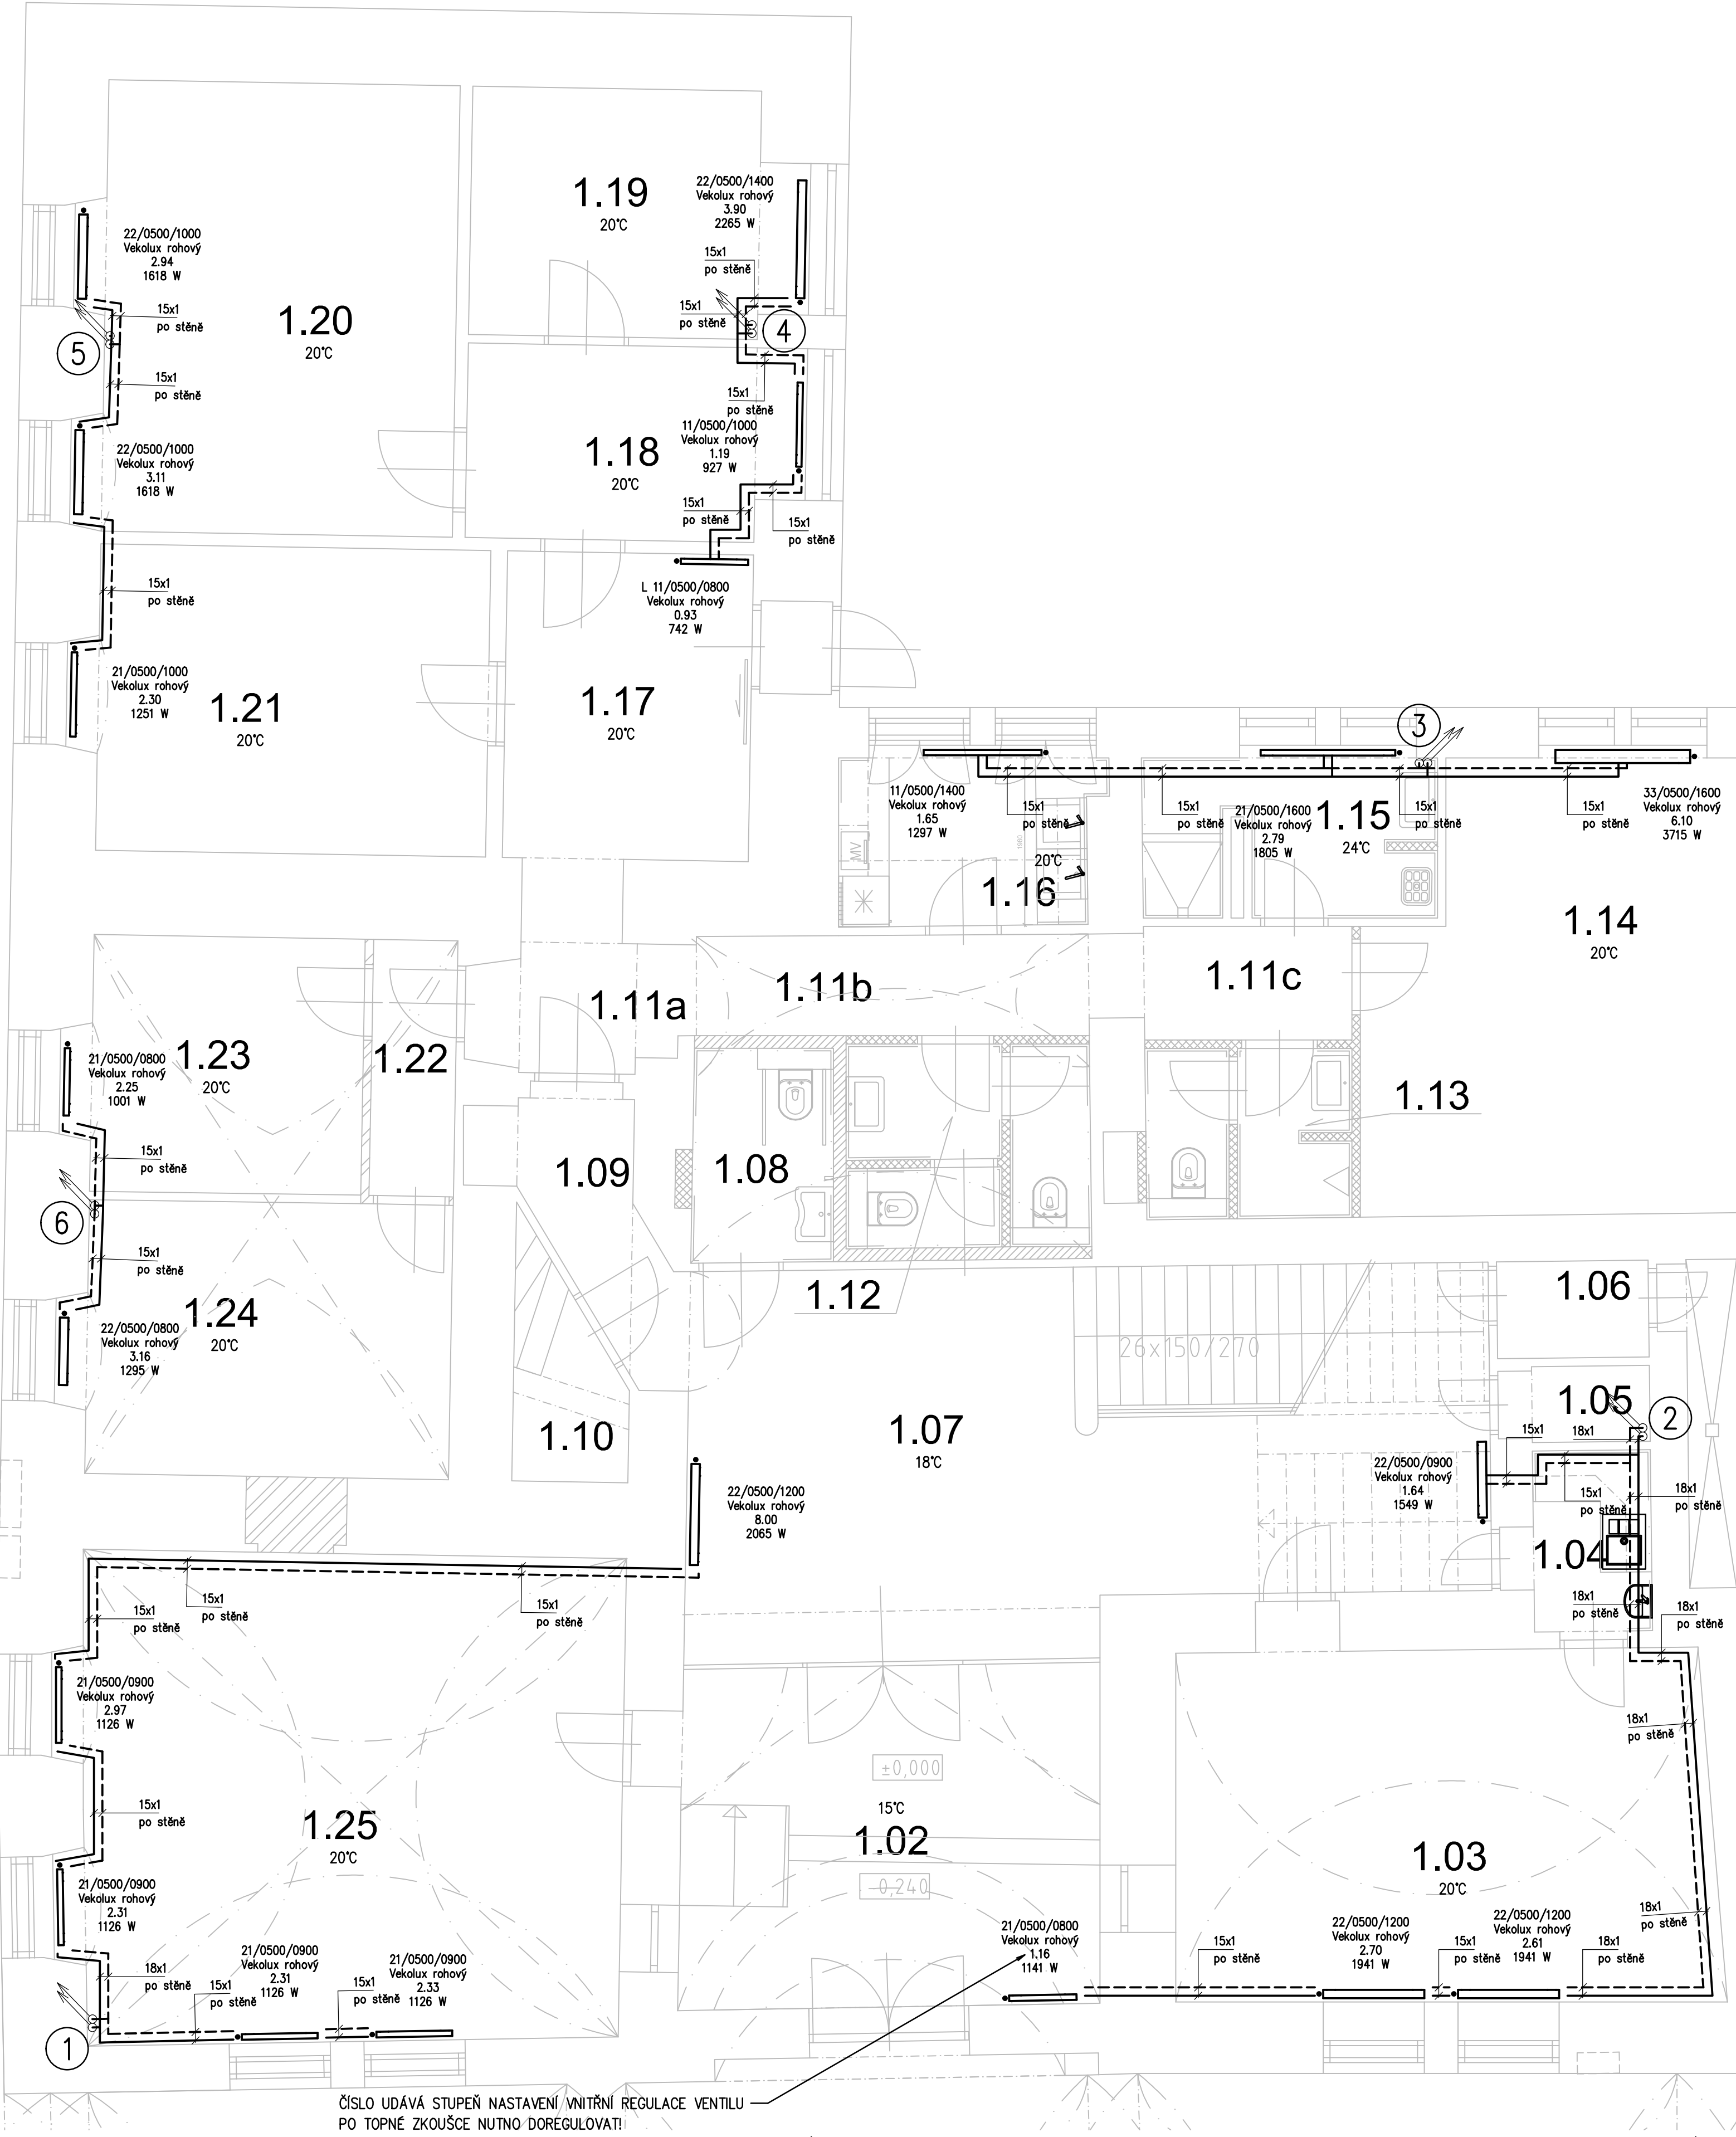 1.19
20°C
22/0500/1400
Vekolux rohový
3.90
2265 W
15x1
po stěně
15x1
po stěně
4
22/0500/1000
Vekolux rohový
2.94
1618 W
15x1
po stěně
5
1.20
20°C
15x1
po stěně
15x1
po stěně
22/0500/1000
Vekolux rohový
3.11
1618 W
1.18
20°C
11/0500/1000
Vekolux rohový
1.19
927 W
15x1
po stěně
15x1
po stěně
15x1
po stěně
L 11/0500/0800
Vekolux rohový
0.93
742 W
21/0500/1000
Vekolux rohový
2.30
1251 W
1.21
20°C
1.17
20°C
3
11/0500/1400
Vekolux rohový
1.65
1297 W
15x1
po stěně
15x1
po stěně
21/0500/1600
Vekolux rohový
2.79
1805 W
1.15
24°C
15x1
po stěně
15x1
po stěně
33/0500/1600
Vekolux rohový
6.10
3715 W
MV
20°C
1.16
1.14
20°C
1.11a
1.11b
1.11c
21/0500/0800
Vekolux rohový
2.25
1001 W
1.23
20°C
1.22
1.13
15x1
po stěně
1.09
1.08
6
15x1
po stěně
1.12
1.06
1.24
20°C
22/0500/0800
Vekolux rohový
3.16
1295 W
26x150/270
1.05
2
1.10
1.07
18°C
15x1
po stěně
18x1
22/0500/0900
Vekolux rohový
1.64
1549 W
15x1
po stěně
18x1
po stěně
22/0500/1200
Vekolux rohový
8.00
2065 W
1.04
15x1
po stěně
15x1
po stěně
15x1
po stěně
18x1
po stěně
18x1
po stěně
21/0500/0900
Vekolux rohový
2.97
1126 W
18x1
po stěně
±0,000
15x1
po stěně
1.25
20°C
15°C
1.02
1.03
20°C
-0,240
21/0500/0900
Vekolux rohový
2.31
1126 W
21/0500/0800
Vekolux rohový
1.16
1141 W
22/0500/1200
Vekolux rohový
2.70
1941 W
22/0500/1200
Vekolux rohový
2.61
1941 W
18x1
po stěně
15x1
po stěně
15x1
po stěně
18x1
po stěně
21/0500/0900
Vekolux rohový
2.31
1126 W
21/0500/0900
Vekolux rohový
2.33
1126 W
18x1
po stěně
15x1
po stěně
15x1
po stěně
1
ČÍSLO UDÁVÁ STUPEŇ NASTAVENÍ VNITŘNÍ REGULACE VENTILU
PO TOPNÉ ZKOUŠCE NUTNO DOREGULOVAT!